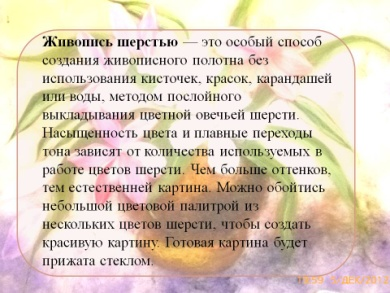 Живопись шерстью — это особый способ
создания живописного полотна без
использования кисточек, красок, карандашей
или воды, методом послойного
выкладывания цветной овечьей шерсти.
Насыщенность цвета и плавные переходы
тона зависят от количества используемых в
работе цветов шерсти. Чем больше оттенков,
тем естественней картина. Можно обойтись
небольшой цветовой палитрой из
нескольких цветов шерсти, чтобы создать
красивую картину. Готовая картина будет
прижата стеклом.